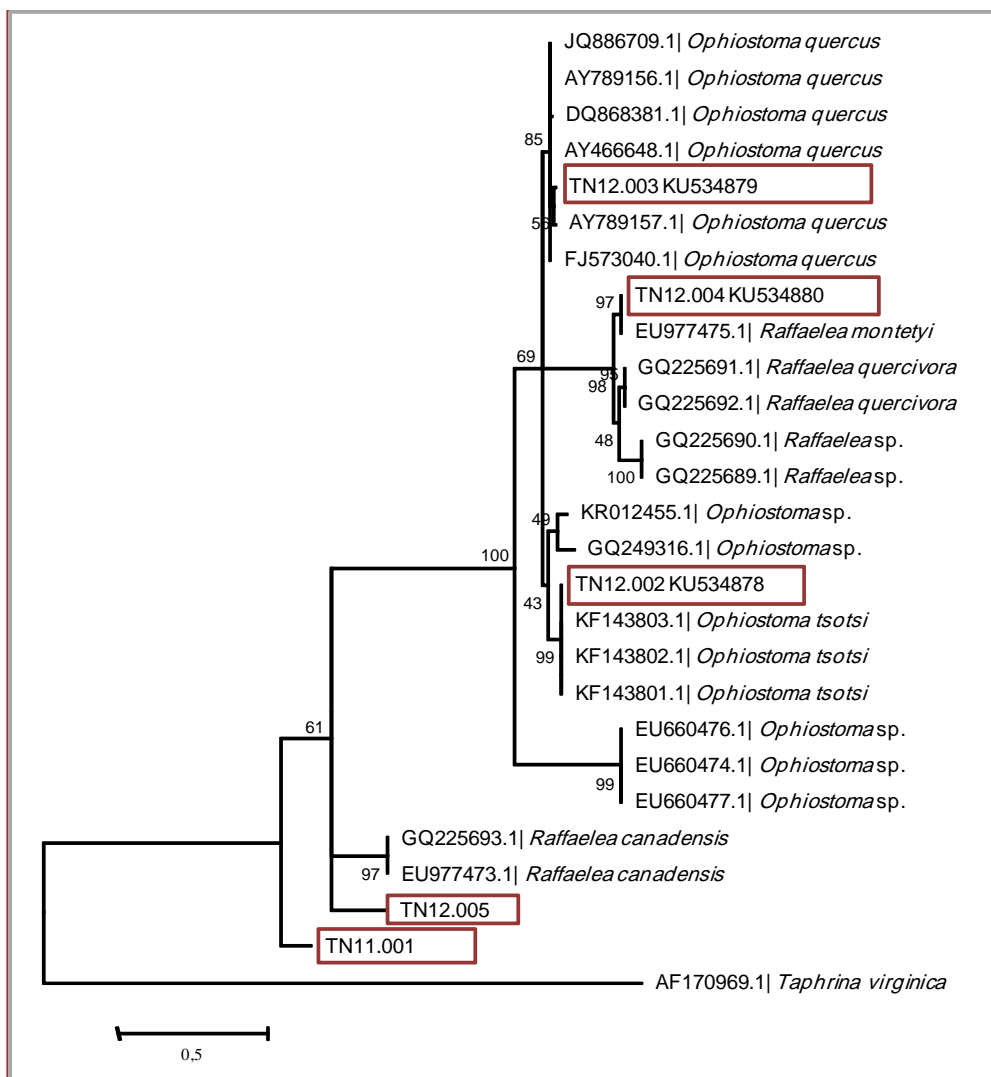 JQ886709.1| Ophiostoma quercus
AY789156.1| Ophiostoma quercus
DQ868381.1| Ophiostoma quercus
85
AY466648.1| Ophiostoma quercus
TN12.003 KU534879
56
AY789157.1| Ophiostoma quercus
FJ573040.1| Ophiostoma quercus
TN12.004 KU534880
97
EU977475.1| Raffaelea montetyi
69
GQ225691.1| Raffaelea quercivora
95
98
GQ225692.1| Raffaelea quercivora
48
GQ225690.1| Raffaelea sp.
100
GQ225689.1| Raffaelea sp.
49
KR012455.1| Ophiostoma sp.
100
GQ249316.1| Ophiostoma sp.
TN12.002 KU534878
43
KF143803.1| Ophiostoma tsotsi
99
KF143802.1| Ophiostoma tsotsi
KF143801.1| Ophiostoma tsotsi
61
EU660476.1| Ophiostoma sp.
EU660474.1| Ophiostoma sp.
99
EU660477.1| Ophiostoma sp.
GQ225693.1| Raffaelea canadensis
97
EU977473.1| Raffaelea canadensis
TN12.005
TN11.001
AF170969.1| Taphrina virginica
0,5